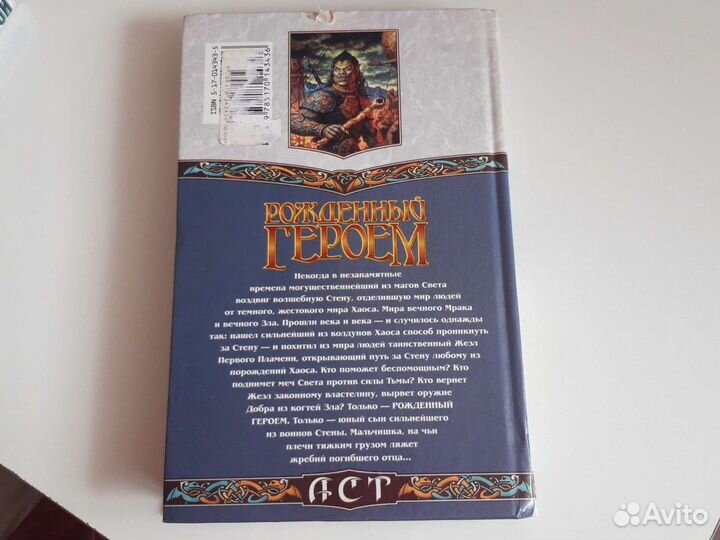 ISBN 5-17-014343-5
9 785170 143436
РОЖДЕННЫЙ
ГЕРОЕМ
Некогда в незапамятные
времена могущественнейший из магов Света
воздвиг волшебную Стену, отделившую мир людей
от темного, жестокого мира Хаоса. Мира вечного Мрака
и вечного Зла. Прошли века и века — и случилось однажды
так: нашел сильнейший из колдунов Хаоса способ проникнуть
за Стену — и похитил из мира людей таинственный Жезл
Первого Пламени, открывающий путь за Стену любому из
порождений Хаоса. Кто поможет беспомощным? Кто
поднимет меч Света против силы Тьмы? Кто вернет
Жезл законному властелину, вырвет оружие
Добра из когтей Зла? Только — РОЖДЕННЫЙ
ГЕРОЕМ. Только — юный сын сильнейшего
из воинов Стены. Мальчишка, на чьи
плечи тяжким грузом ляжет
жребий погибшего отца...
АСТ
Avito